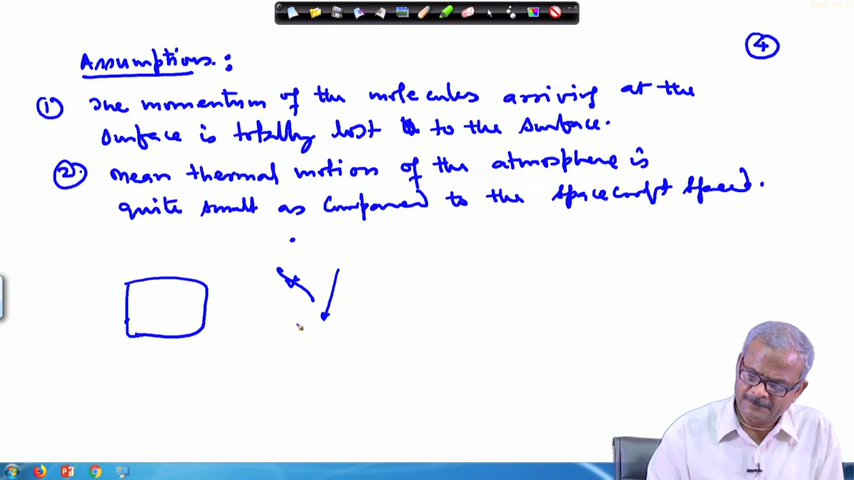 Assumptions :
④
① The momentum of the molecules arriving at the
surface is totally lost to the surface.
② mean thermal motion of the atmosphere is
quite small as compared to the spacecraft speed.